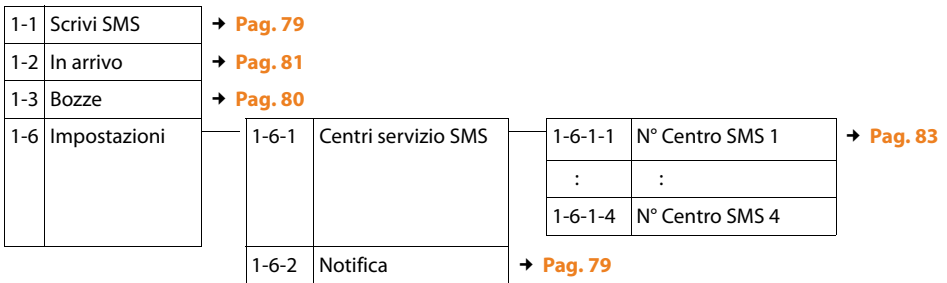 1-1 Scrivi SMS ➔ Pag. 79
1-2 In arrivo ➔ Pag. 81
1-3 Bozze ➔ Pag. 80
1-6 Impostazioni 1-6-1 Centri servizio SMS 1-6-1-1 N° Centro SMS 1 ➔ Pag. 83
: :
1-6-1-4 N° Centro SMS 4
1-6-2 Notifica ➔ Pag. 79